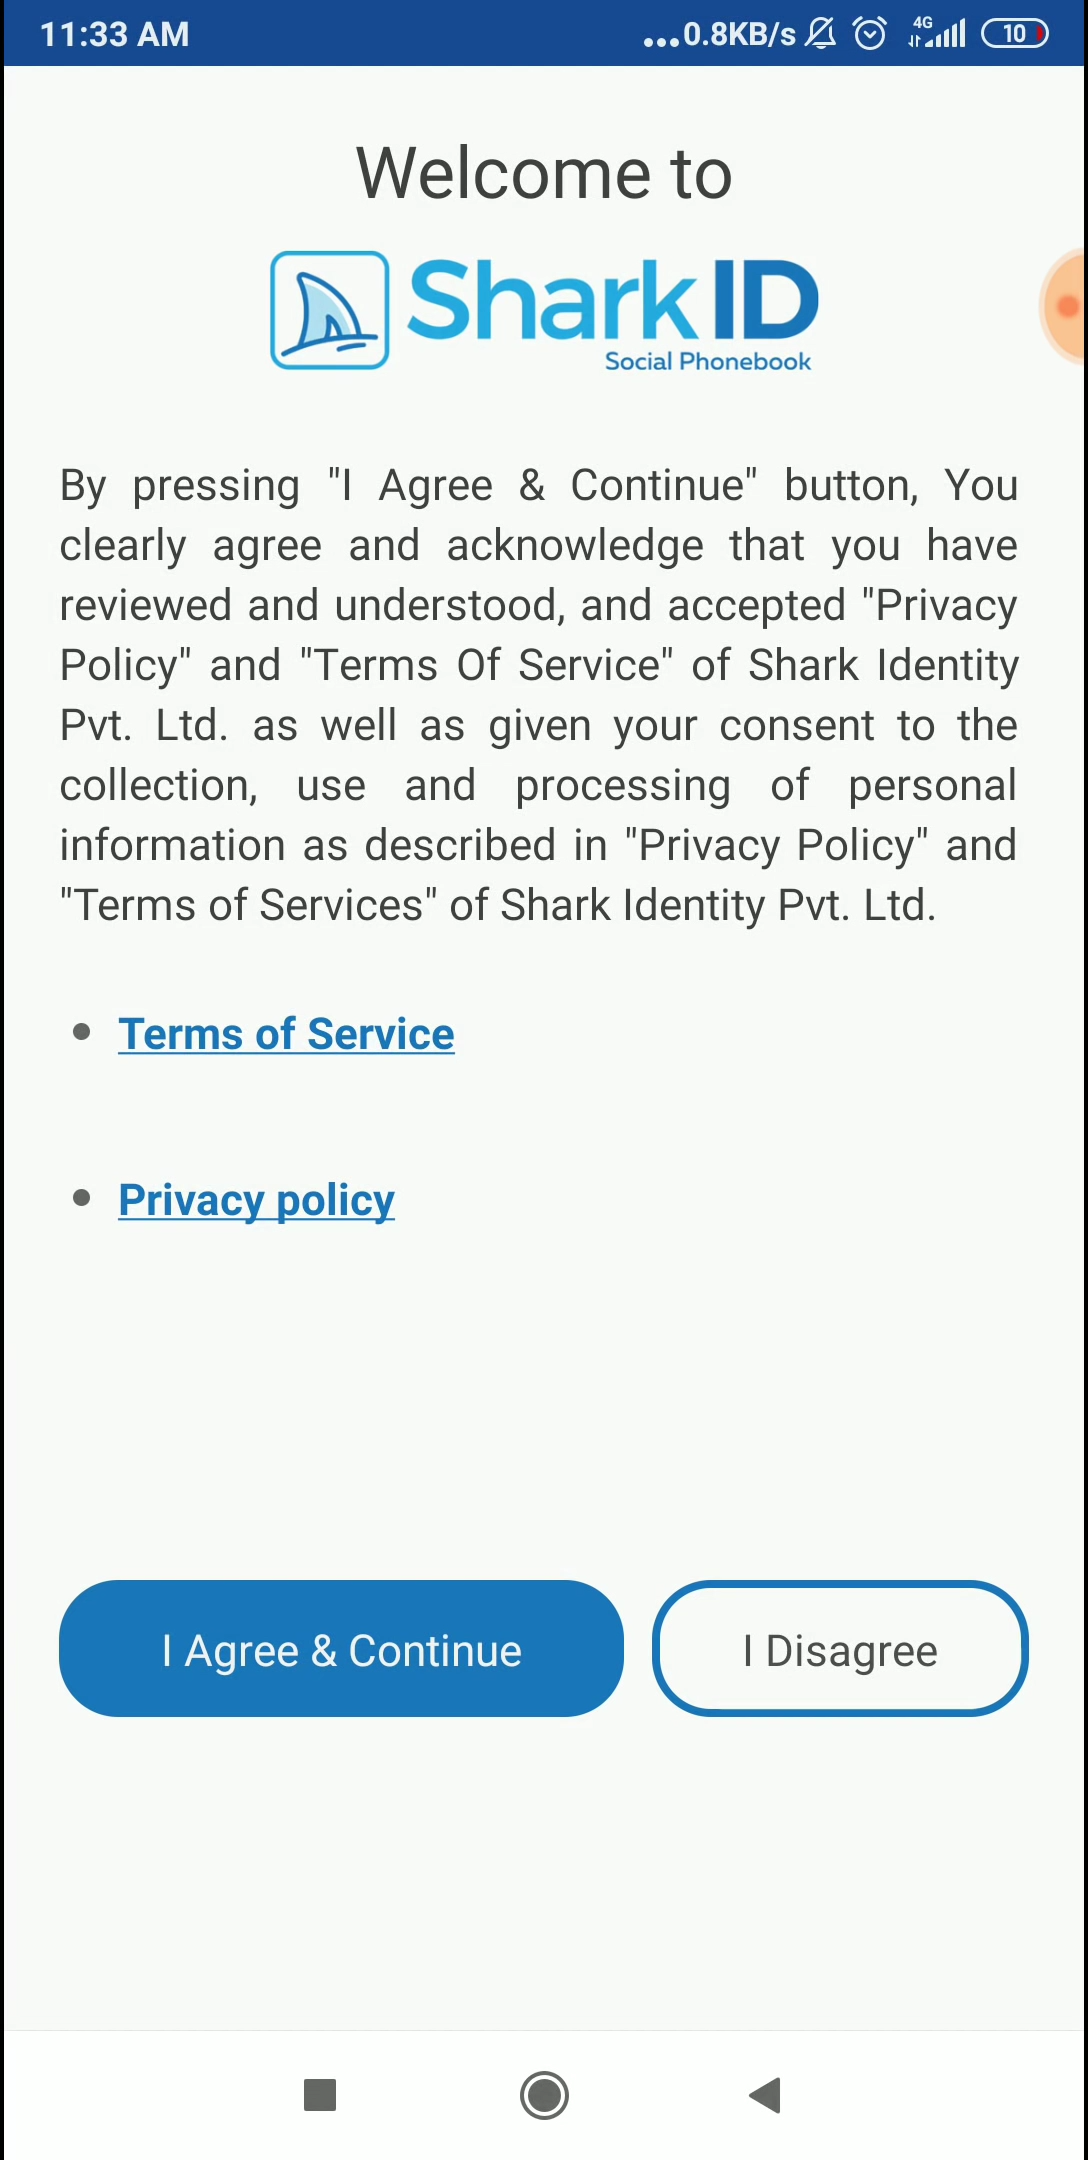 11:33 AM
...0.8KB/s 4G 10
Welcome to
Shark ID
Social Phonebook
By pressing "I Agree & Continue" button, You
clearly agree and acknowledge that you have
reviewed and understood, and accepted "Privacy
Policy" and "Terms Of Service" of Shark Identity
Pvt. Ltd. as well as given your consent to the
collection, use and processing of personal
information as described in "Privacy Policy" and
"Terms of Services" of Shark Identity Pvt. Ltd.
Terms of Service
Privacy policy
I Agree & Continue
I Disagree